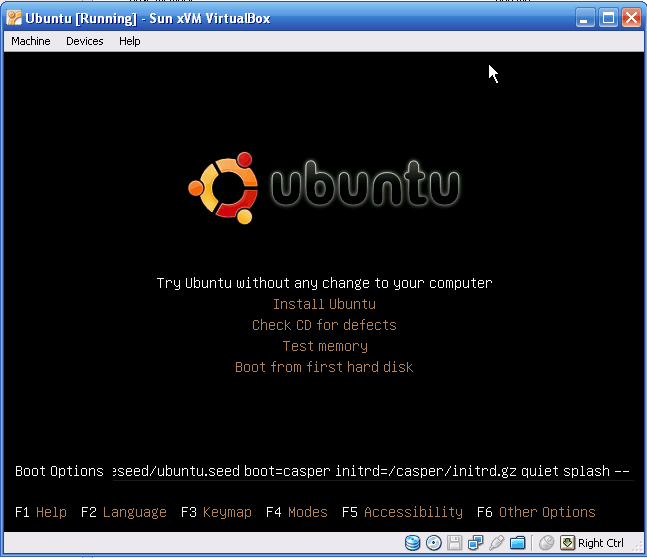 Ubuntu [Running] - Sun xVM VirtualBox
Machine Devices Help
ubuntu
Try Ubuntu without any change to your computer
Install Ubuntu
Check CD for defects
Test memory
Boot from first hard disk
Boot Options eseed/ubuntu.seed boot=casper initrd=/casper/initrd.gz quiet splash --
F1 Help F2 Language F3 Keymap F4 Modes F5 Accessibility F6 Other Options
Right Ctrl